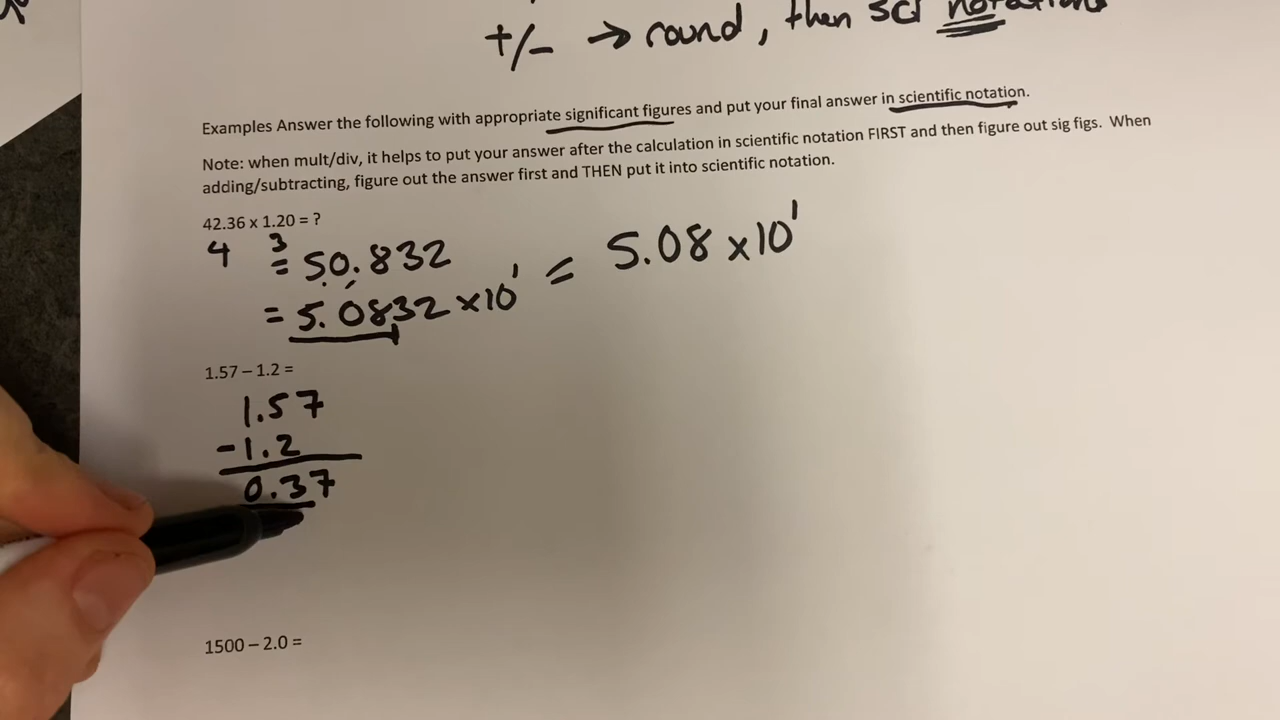 +/- → round, then sci notation
Examples Answer the following with appropriate significant figures and put your final answer in scientific notation.
Note: when mult/div, it helps to put your answer after the calculation in scientific notation FIRST and then figure out sig figs. When
adding/subtracting, figure out the answer first and THEN put it into scientific notation.
42.36 x 1.20 = ?
4 3
= 50.832
= 5.0832 x10¹ = 5.08 x10¹
1.57 – 1.2 =
1.57
-1.2
0.37
1500 – 2.0 =